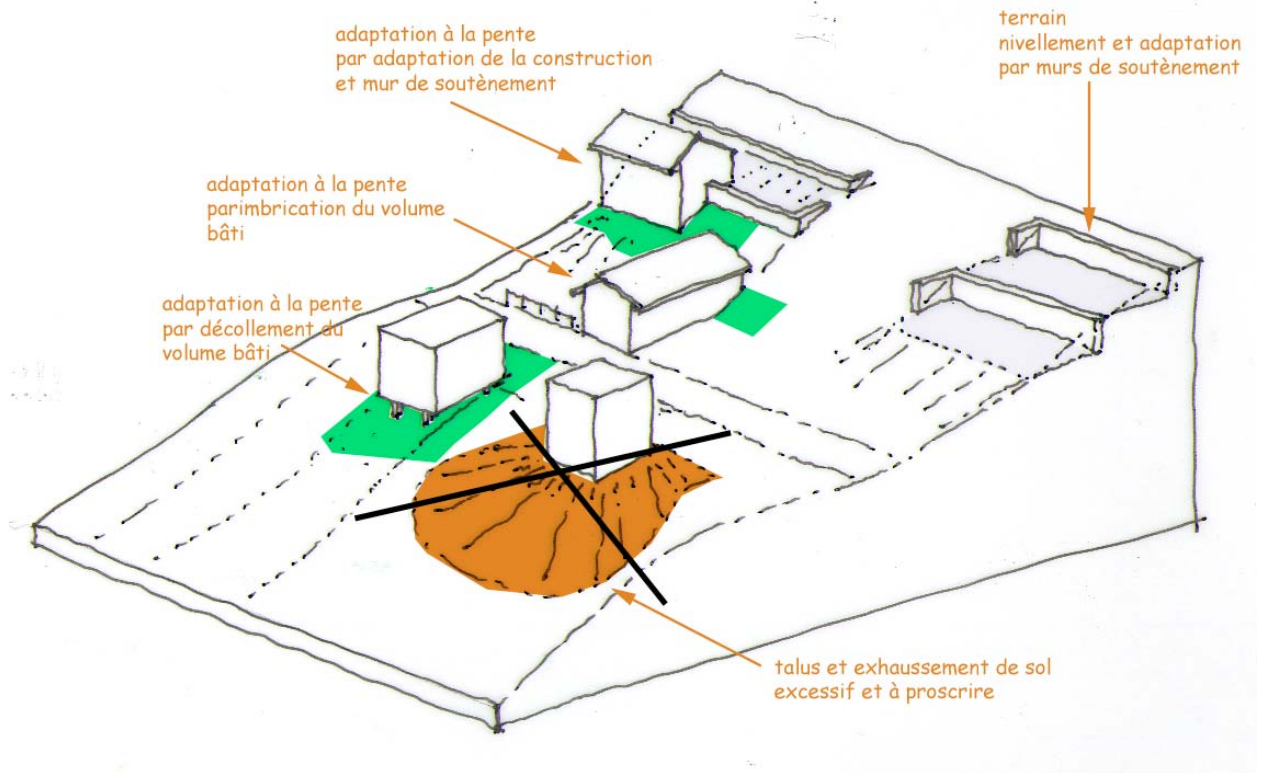 adaptation à la pente
par adaptation de la construction
et mur de soutènement
terrain
nivellement et adaptation
par murs de soutènement
adaptation à la pente
parimbrication du volume
bâti
adaptation à la pente
par décollement du
volume bâti
talus et exhaussement de sol
excessif et à proscrire